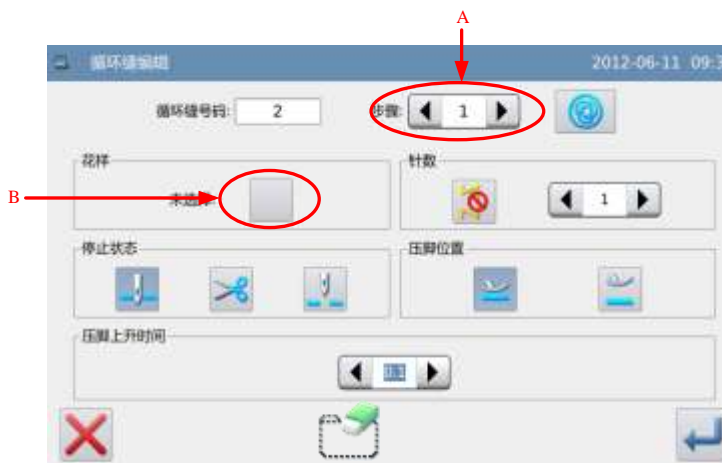 A
循环缝编辑 2012-06-11 09:3
循环缝号码: 2 步骤: 1
花样 针数
B 未选择: 1
停止状态 压脚位置
压脚上升时间